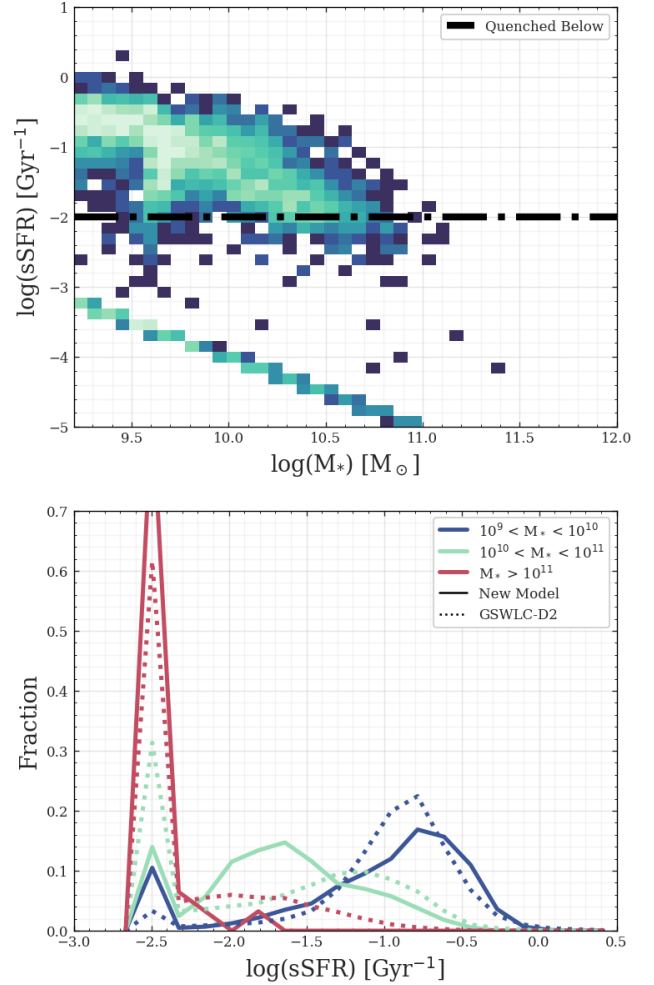 1
0
−1
−2
−3
−4
−5
log(sSFR) [Gyr⁻¹]
Quenched Below
9.5 10.0 10.5 11.0 11.5 12.0
log(M*) [M⊙]
0.7
0.6
0.5
0.4
0.3
0.2
0.1
0.0
Fraction
10⁹ < M* < 10¹⁰
10¹⁰ < M* < 10¹¹
M* > 10¹¹
New Model
GSWLC-D2
−3.0 −2.5 −2.0 −1.5 −1.0 −0.5 0.0 0.5
log(sSFR) [Gyr⁻¹]